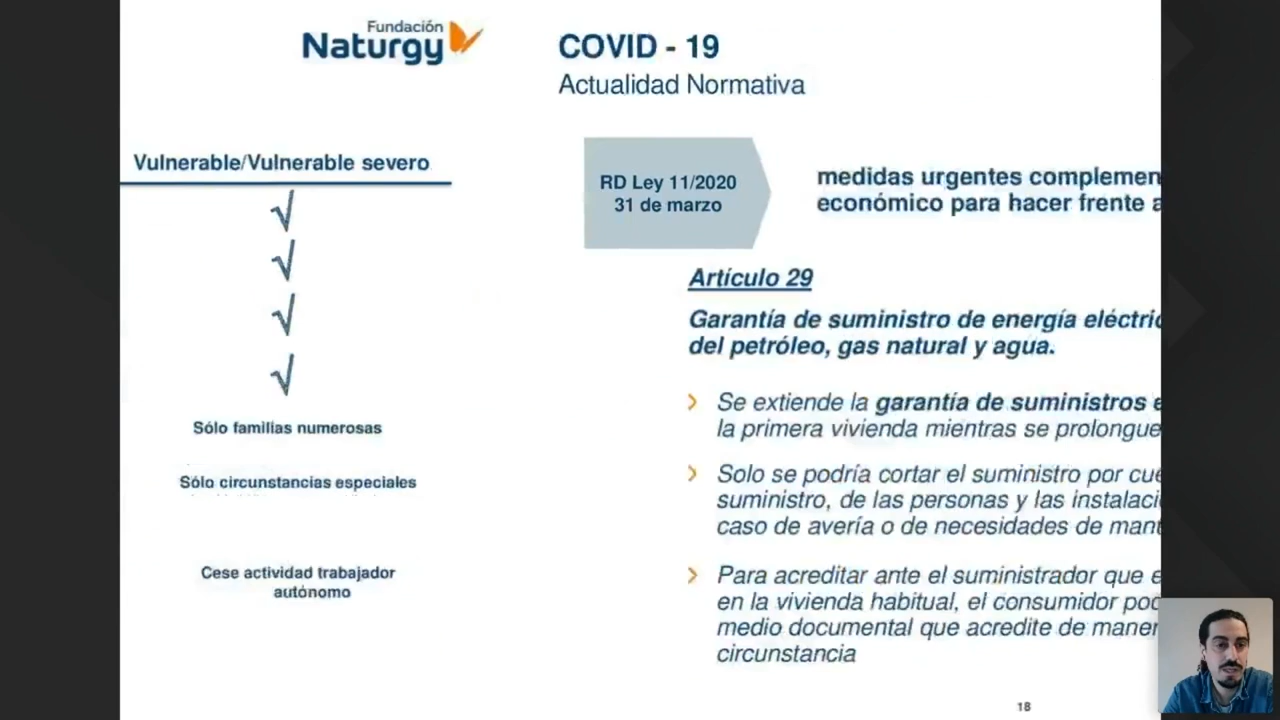 Fundación
Naturgy
Vulnerable/Vulnerable severo
Sólo familias numerosas
Sólo circunstancias especiales
Cese actividad trabajador
autónomo
COVID - 19
Actualidad Normativa
RD Ley 11/2020
31 de marzo
medidas urgentes complemen
económico para hacer frente a
Artículo 29
Garantía de suministro de energía eléctric
del petróleo, gas natural y agua.
Se extiende la garantía de suministros e
la primera vivienda mientras se prolongue
Solo se podría cortar el suministro por cue
suministro, de las personas y las instalaci
caso de avería o de necesidades de mant
Para acreditar ante el suministrador que e
en la vivienda habitual, el consumidor pod
medio documental que acredite de maner
circunstancia
18